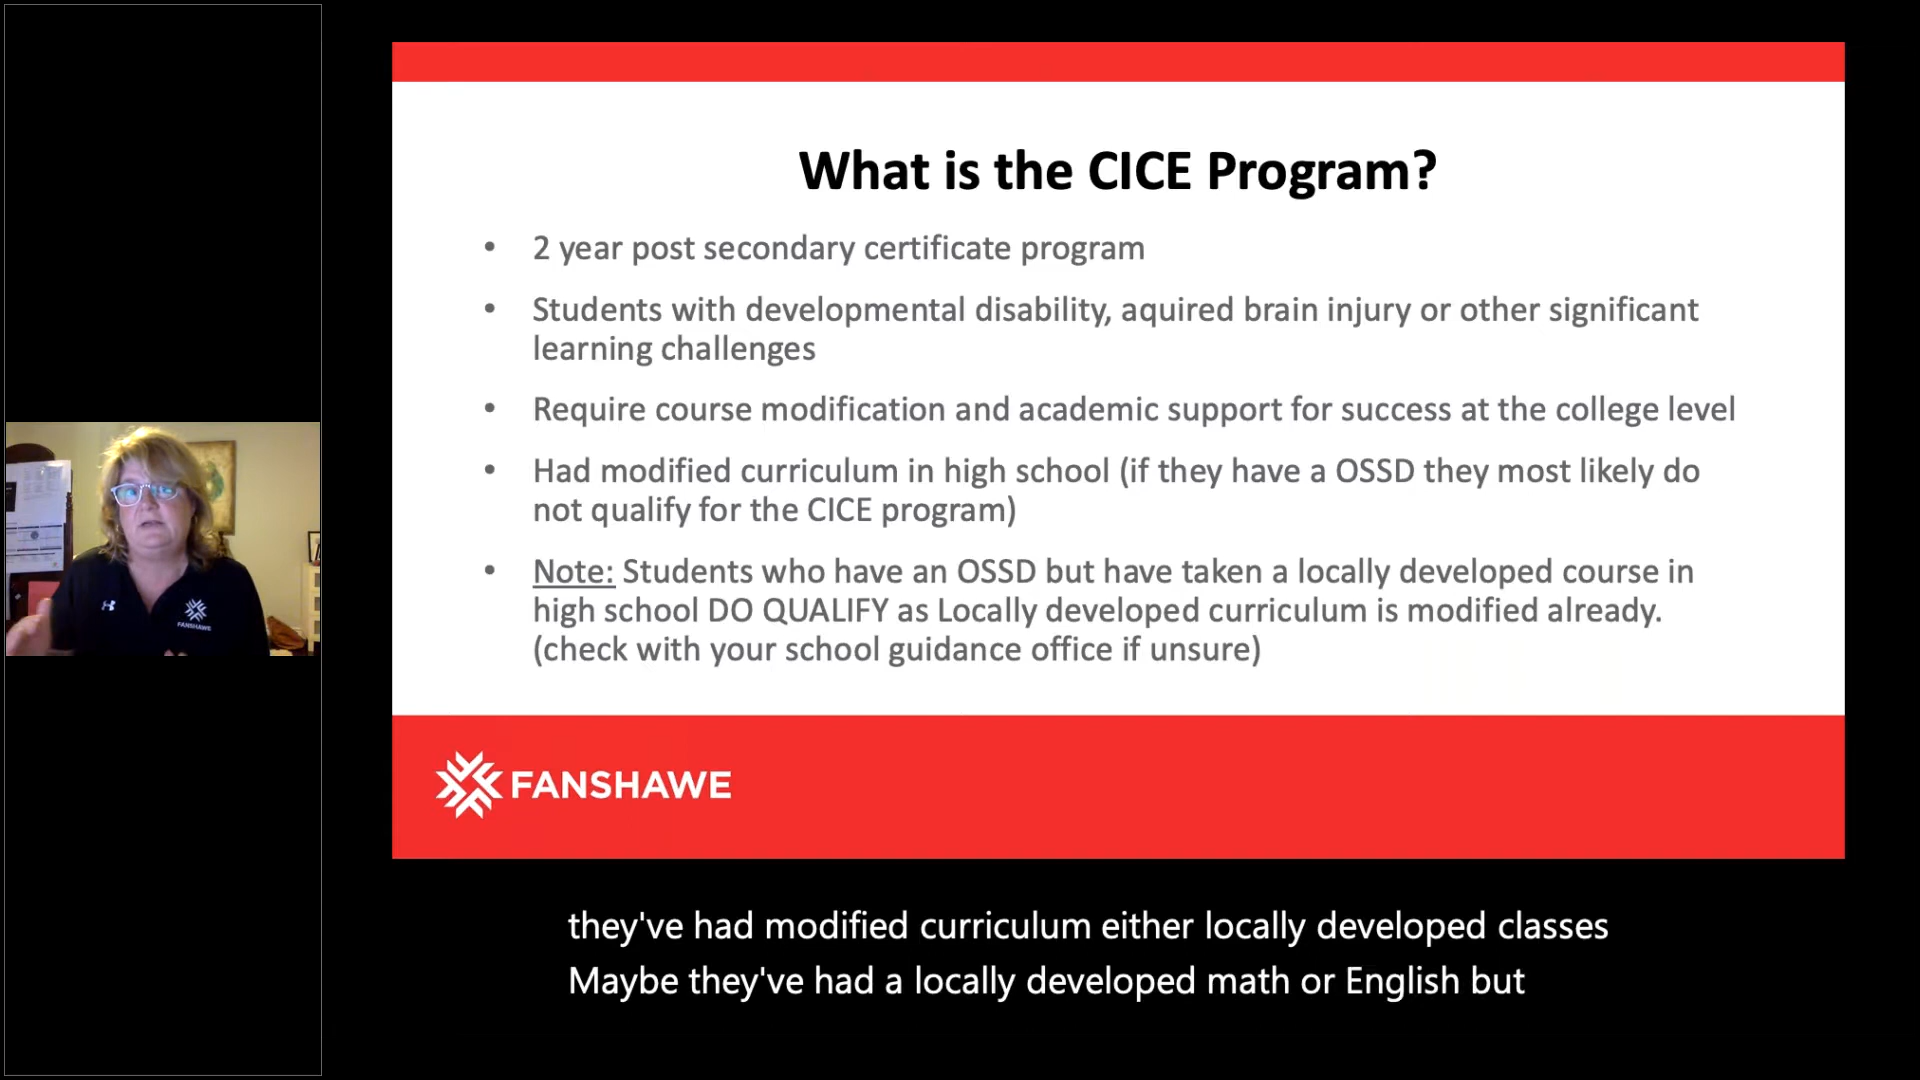 What is the CICE Program?
• 2 year post secondary certificate program
• Students with developmental disability, aquired brain injury or other significant
learning challenges
• Require course modification and academic support for success at the college level
• Had modified curriculum in high school (if they have a OSSD they most likely do
not qualify for the CICE program)
• Note: Students who have an OSSD but have taken a locally developed course in
high school DO QUALIFY as Locally developed curriculum is modified already.
(check with your school guidance office if unsure)
FANSHAWE
FANSHAWE
they've had modified curriculum either locally developed classes
Maybe they've had a locally developed math or English but